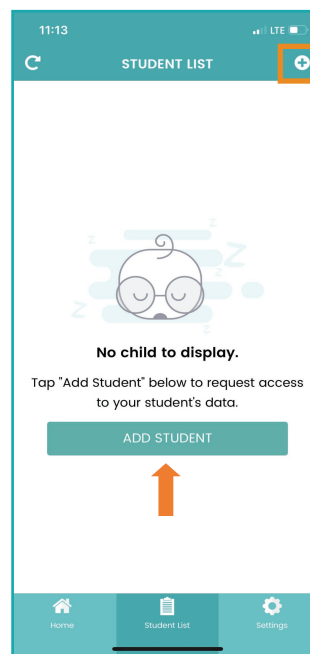 11:13
LTE
STUDENT LIST
z
z
Z
Z
z
No child to display.
Tap "Add Student" below to request access
to your student's data.
ADD STUDENT
Home
Student List
Settings